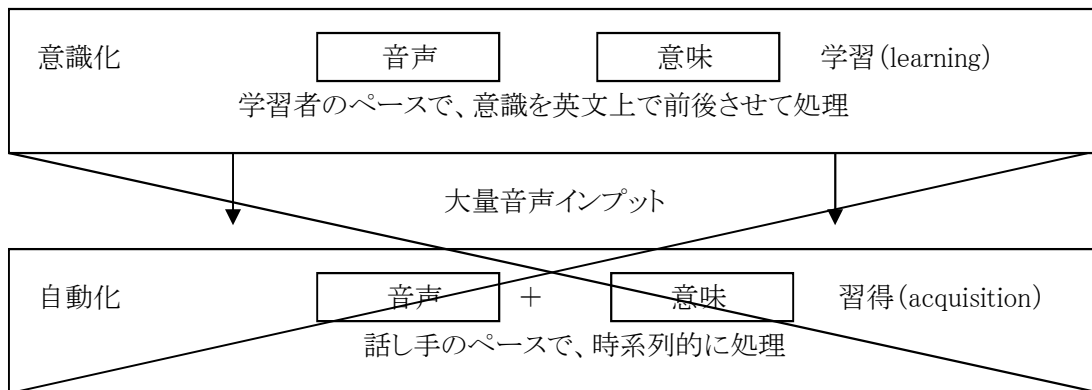 意識化 音声 意味 学習(learning)
学習者のペースで、意識を英文上で前後させて処理
大量音声インプット
自動化 音声 + 意味 習得(acquisition)
話し手のペースで、時系列的に処理